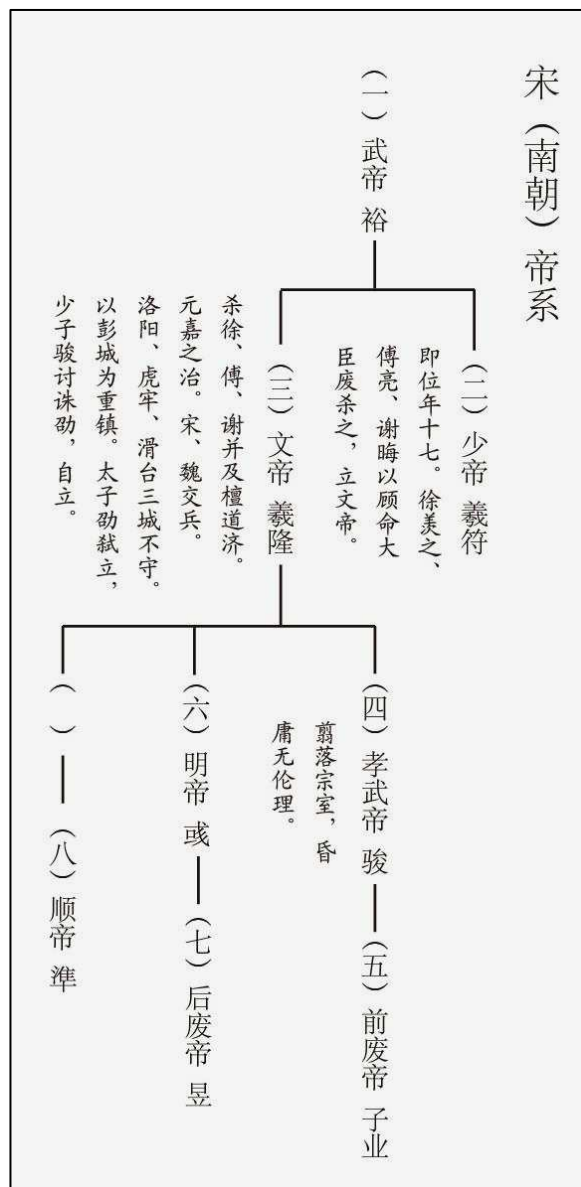 宋（南朝）帝系
（一）武帝 裕
（二）少帝 羲符
即位年十七。徐羡之、
傅亮、谢晦以顾命大
臣废杀之，立文帝。
（三）文帝 羲隆
杀徐、傅、谢并及檀道济。
元嘉之治。宋、魏交兵。
洛阳、虎牢、滑台三城不守。
以彭城为重镇。太子劭弑立，
少子骏讨诛劭，自立。
（四）孝武帝 骏
翦落宗室，昏
庸无伦理。
（五）前废帝 子业
（六）明帝 彧
（七）后废帝 昱
（ ）
（八）顺帝 準